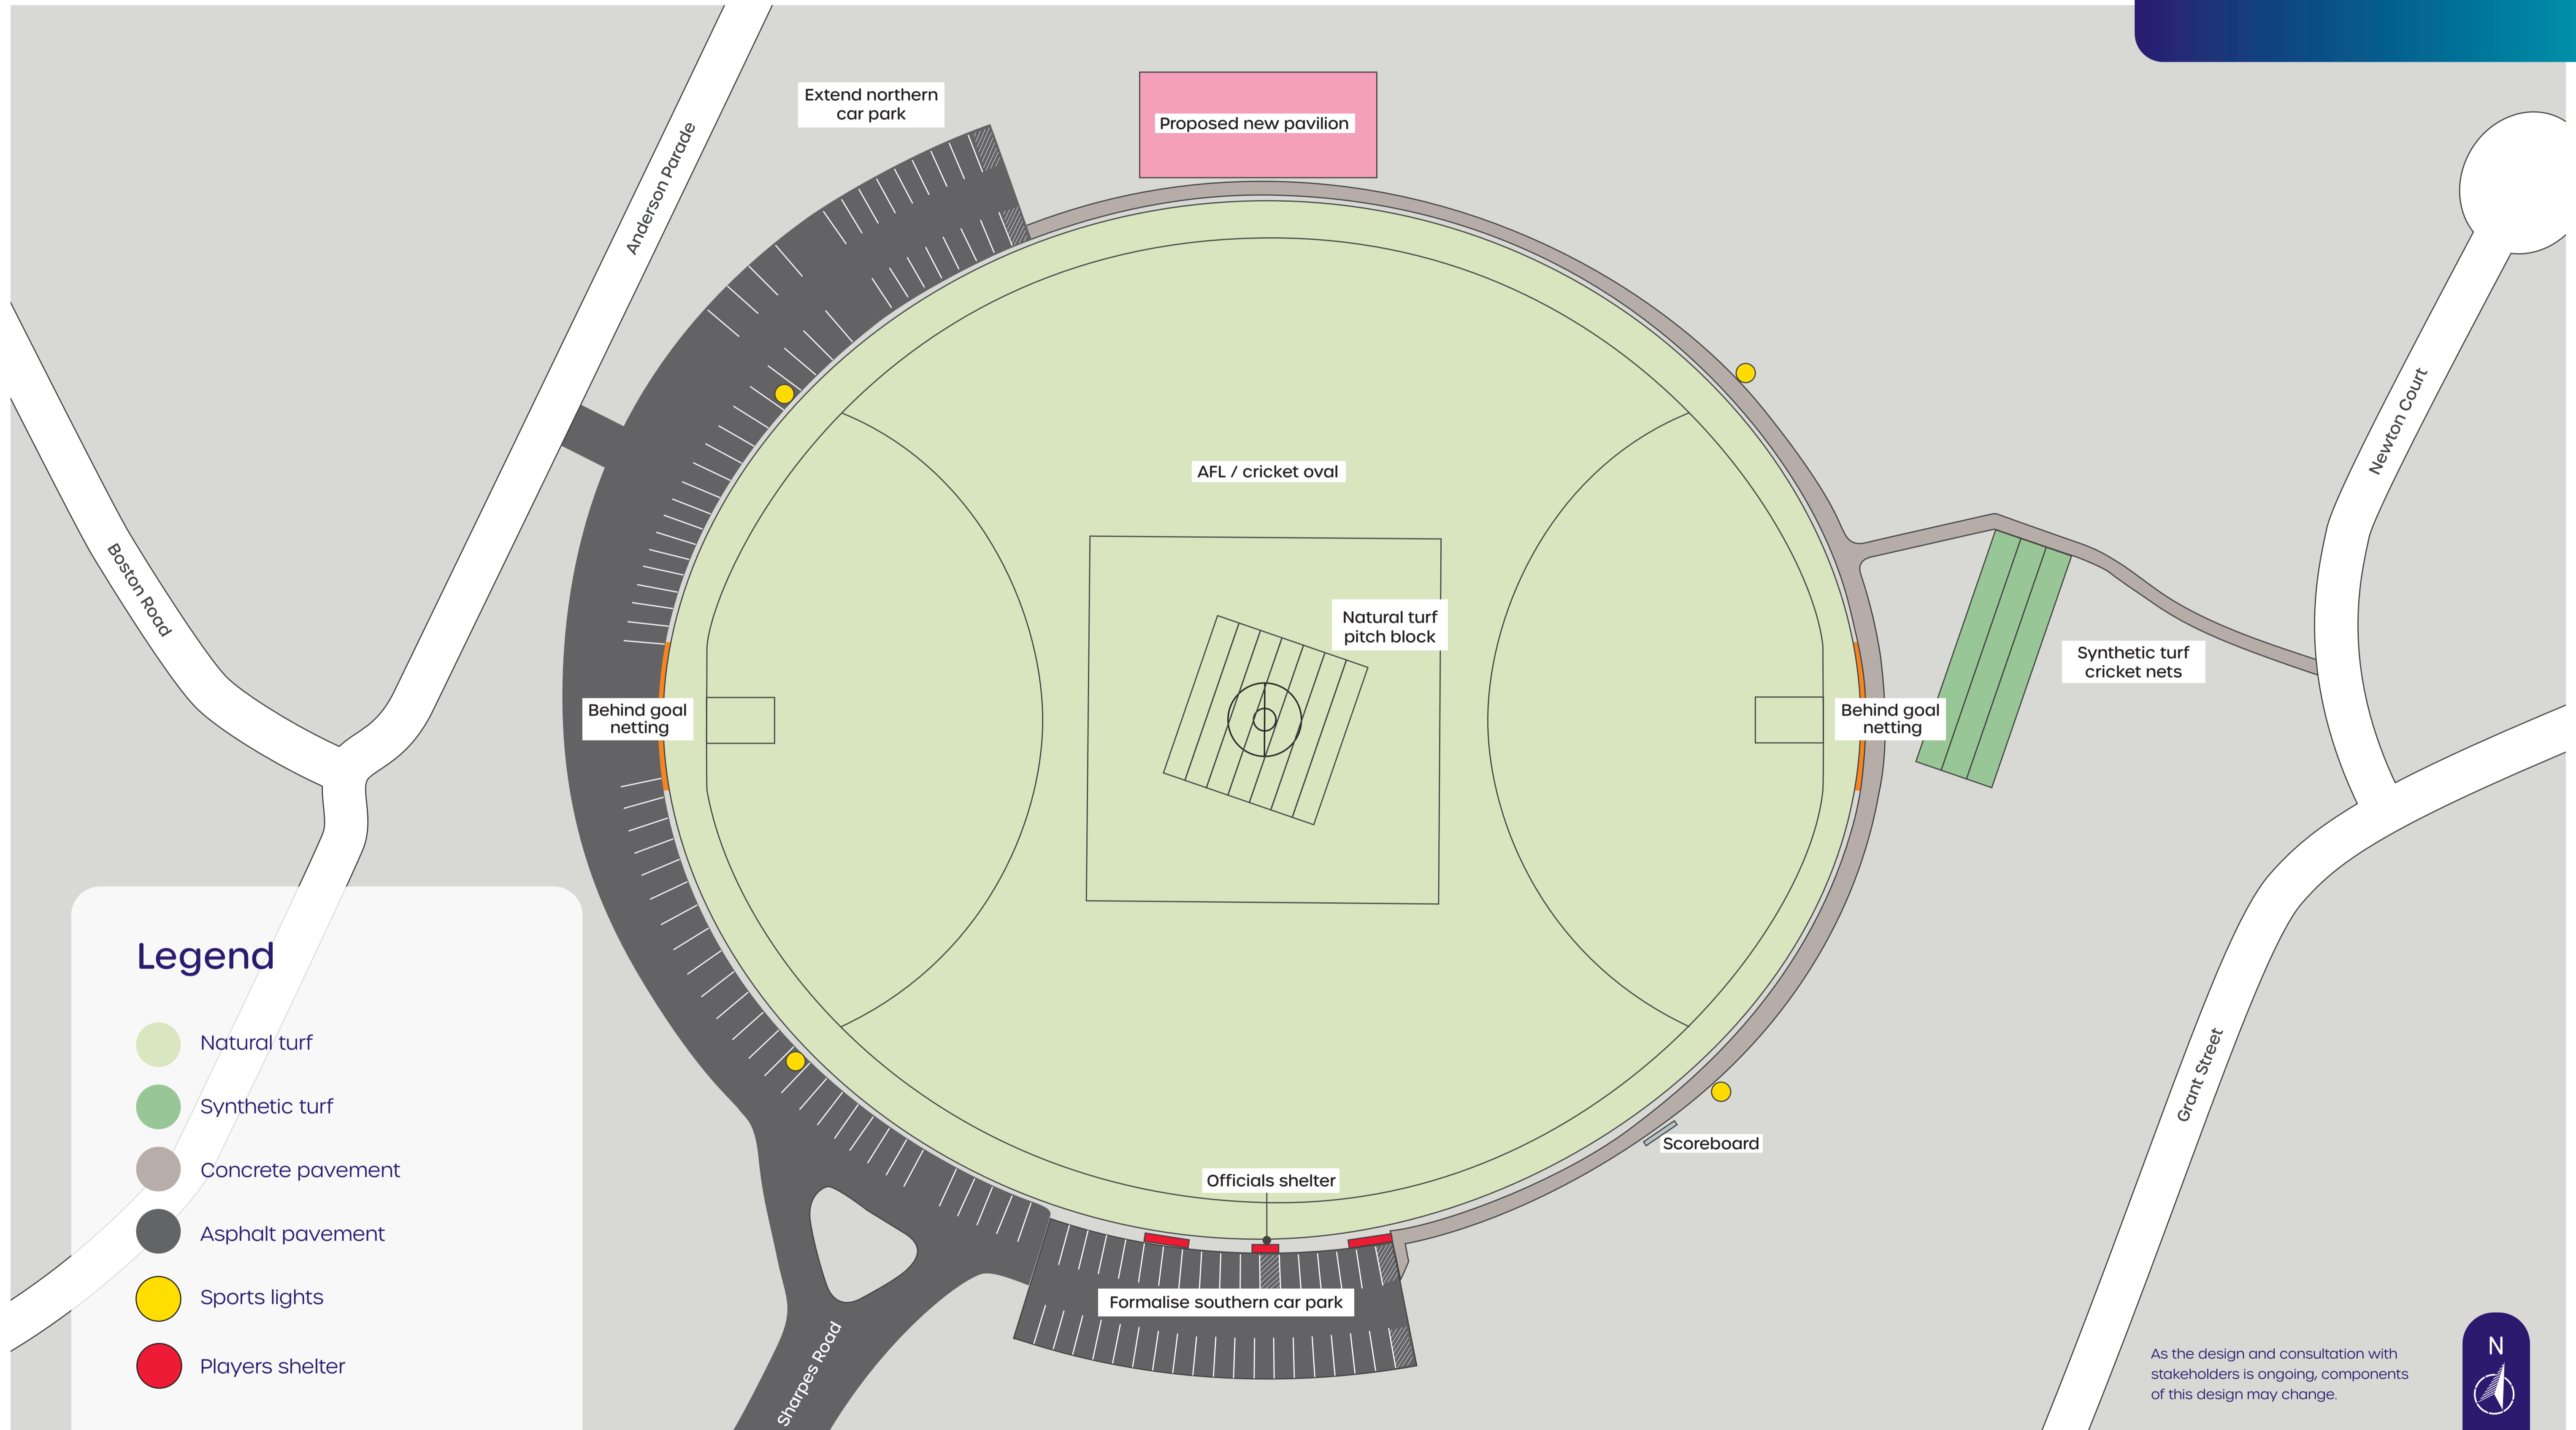 Extend northern
car park
Proposed new pavilion
Anderson Parade
Boston Road
Newton Court
AFL / cricket oval
Natural turf
pitch block
Synthetic turf
cricket nets
Behind goal
netting
Behind goal
netting
Grant Street
Scoreboard
Officials shelter
Formalise southern car park
Sharpes Road
Legend
Natural turf
Synthetic turf
Concrete pavement
Asphalt pavement
Sports lights
Players shelter
As the design and consultation with
stakeholders is ongoing, components
of this design may change.
N